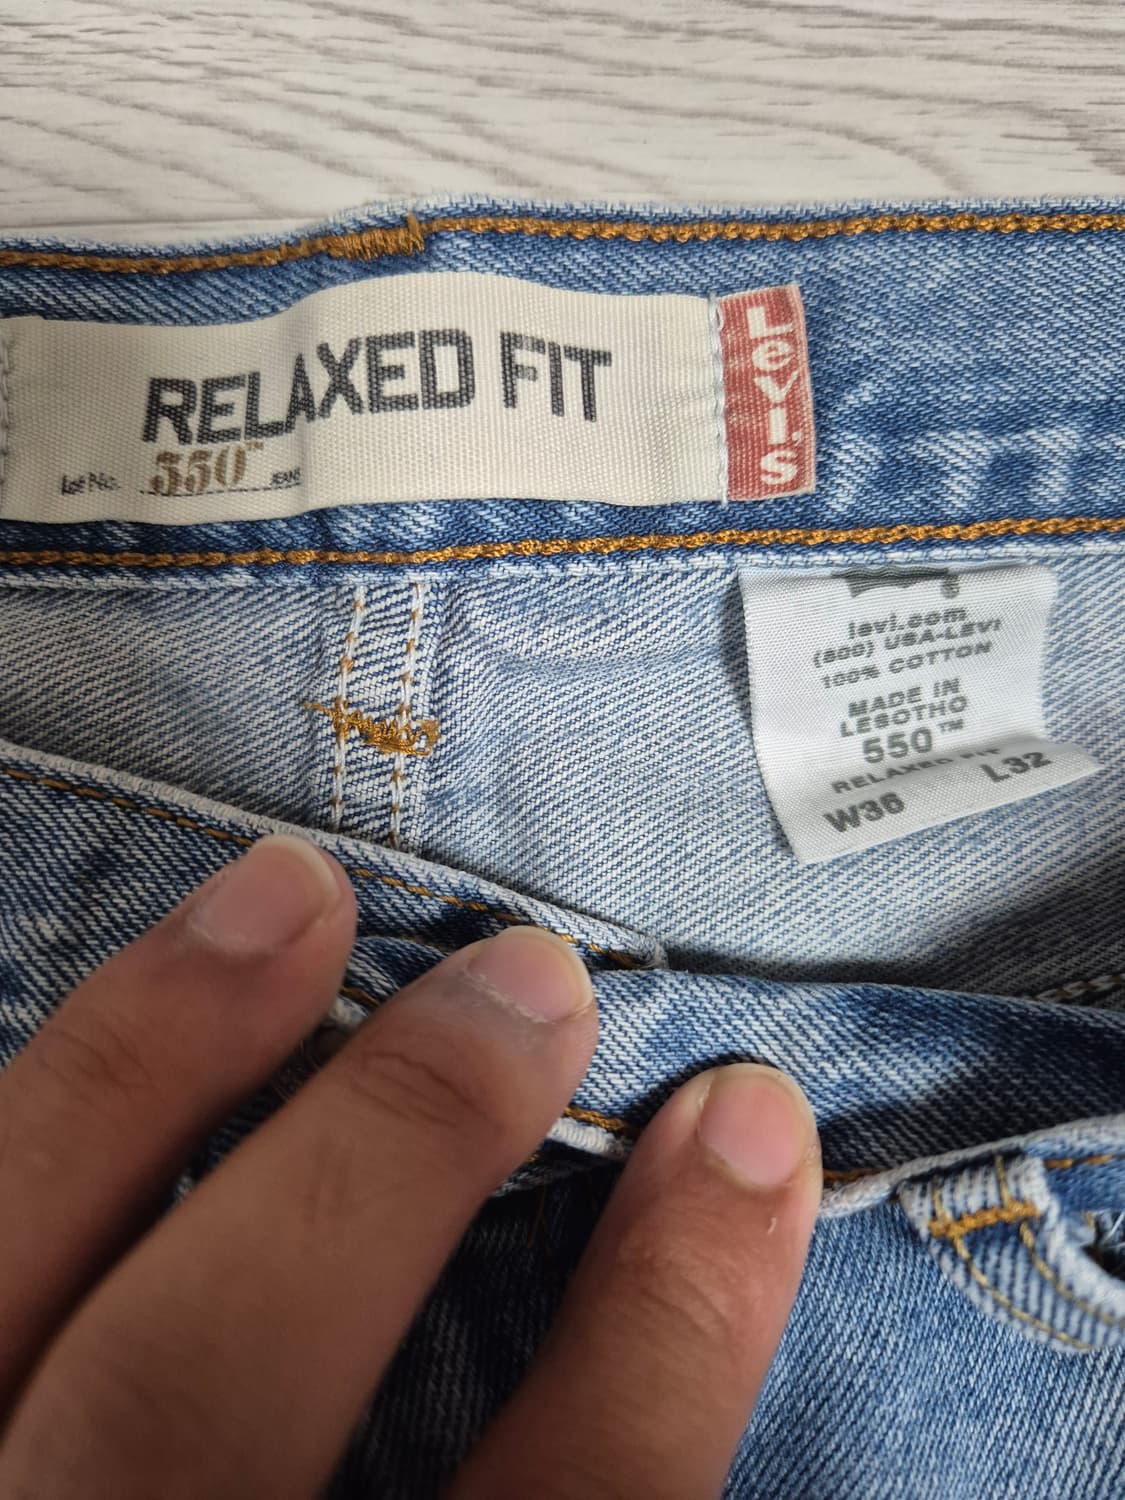 RELAXED FIT
Lot No. 550™ JEANS
Levi's
®
levi.com
(800) USA-LEVI
100% COTTON
MADE IN
LESOTHO
550™
RELAXED FIT
W36 L32